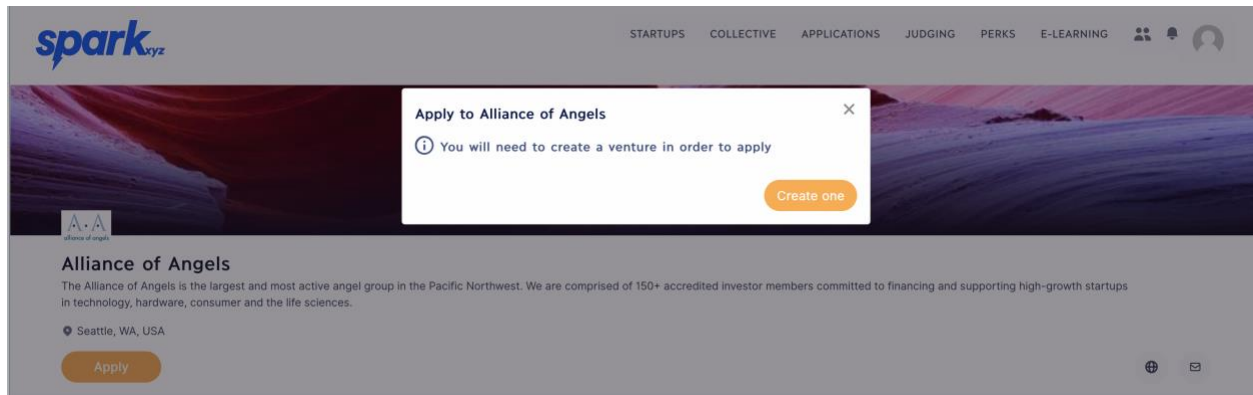 spark.xyz
STARTUPS COLLECTIVE APPLICATIONS JUDGING PERKS E-LEARNING
Apply to Alliance of Angels
You will need to create a venture in order to apply
Create one
A·A
alliance of angels
Alliance of Angels
The Alliance of Angels is the largest and most active angel group in the Pacific Northwest. We are comprised of 150+ accredited investor members committed to financing and supporting high-growth startups
in technology, hardware, consumer and the life sciences.
Seattle, WA, USA
Apply